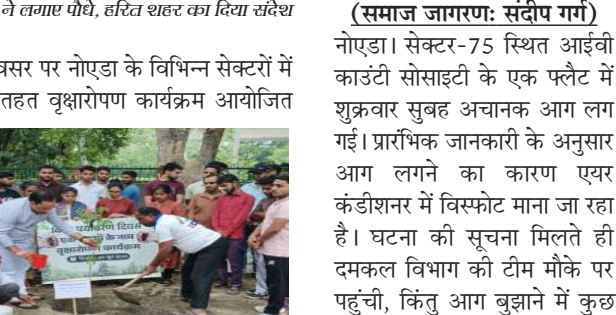 ने लगाए पौधे, हरित शहर का दिया संदेश
वसर पर नोएडा के विभिन्न सेक्टरों में
तहत वृक्षारोपण कार्यक्रम आयोजित
पर्यावरण दिवस
एक के नाम
वृक्षारोपण कार्यक्रम
(समाज जागरण: संदीप गर्ग)
नोएडा। सेक्टर-75 स्थित आईवी
काउंटी सोसाइटी के एक फ्लैट में
शुक्रवार सुबह अचानक आग लग
गई। प्रारंभिक जानकारी के अनुसार
आग लगने का कारण एयर
कंडीशनर में विस्फोट माना जा रहा
है। घटना की सूचना मिलते ही
दमकल विभाग की टीम मौके पर
पहुंची, किंतु आग बुझाने में कुछ